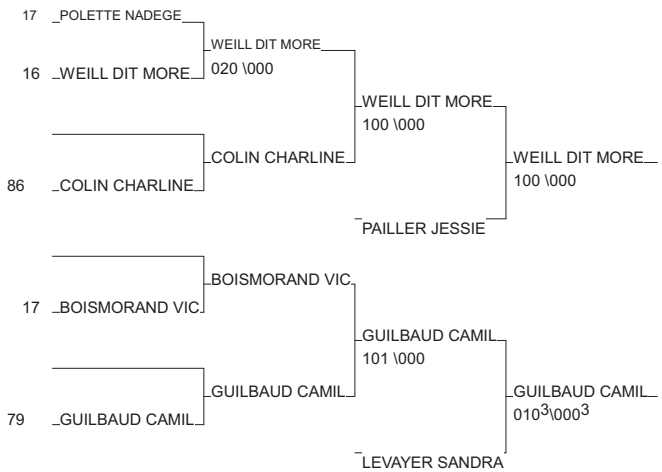 17 POLETTE NADEGE
WEILL DIT MORE
16 WEILL DIT MORE
020 \000
WEILL DIT MORE
100 \000
COLIN CHARLINE
WEILL DIT MORE
86 COLIN CHARLINE
100 \000
PAILLER JESSIE
BOISMORAND VIC
17 BOISMORAND VIC
GUILBAUD CAMIL
101 \000
GUILBAUD CAMIL
GUILBAUD CAMIL
010³\000³
79 GUILBAUD CAMIL
LEVAYER SANDRA